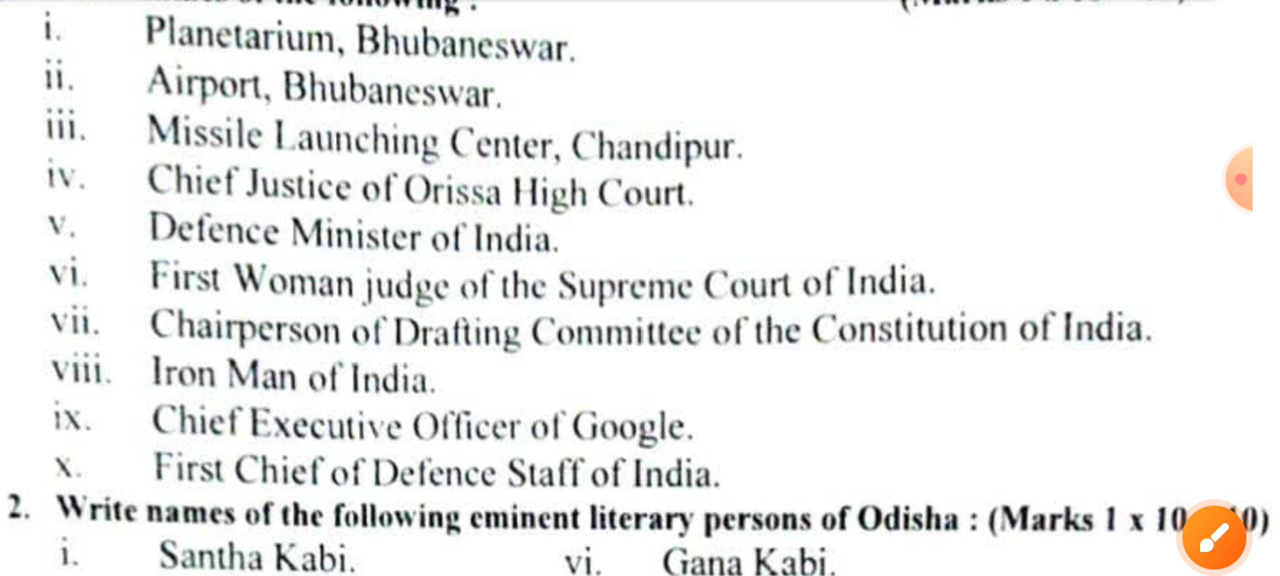 i. Planetarium, Bhubaneswar.
ii. Airport, Bhubaneswar.
iii. Missile Launching Center, Chandipur.
iv. Chief Justice of Orissa High Court.
v. Defence Minister of India.
vi. First Woman judge of the Supreme Court of India.
vii. Chairperson of Drafting Committee of the Constitution of India.
viii. Iron Man of India.
ix. Chief Executive Officer of Google.
x. First Chief of Defence Staff of India.
2. Write names of the following eminent literary persons of Odisha : (Marks 1 x 10
i. Santha Kabi. vi. Gana Kabi.